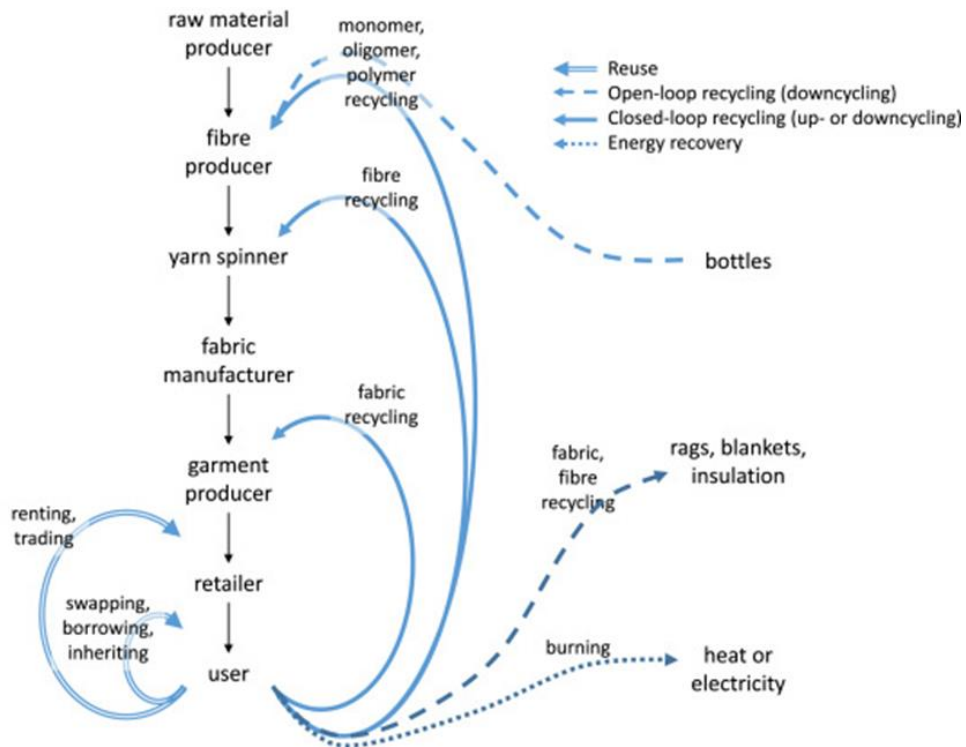 raw material
producer
monomer,
oligomer,
polymer
recycling
Reuse
Open-loop recycling (downcycling)
Closed-loop recycling (up- or downcycling)
Energy recovery
fibre
producer
fibre
recycling
yarn spinner
bottles
fabric
manufacturer
fabric
recycling
garment
producer
fabric,
fibre
recycling
rags, blankets,
insulation
renting,
trading
retailer
swapping,
borrowing,
inheriting
user
burning
heat or
electricity